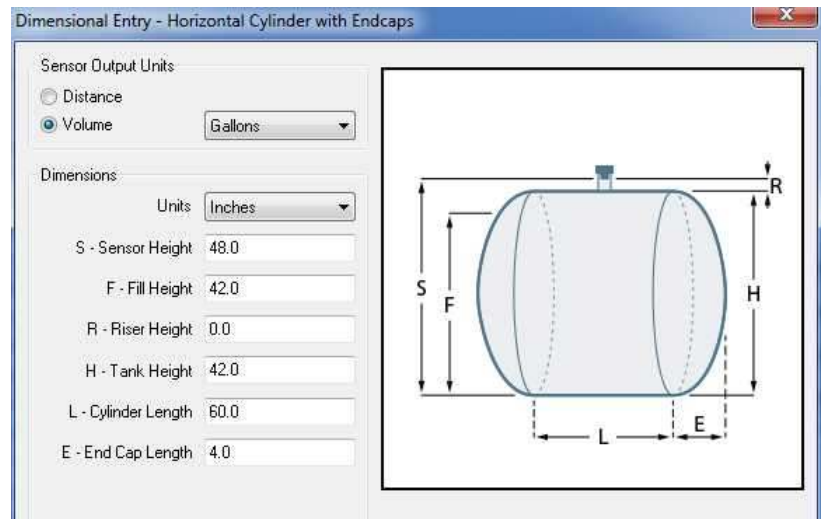 Dimensional Entry - Horizontal Cylinder with Endcaps
Sensor Output Units
Distance
Volume Gallons
Dimensions
Units Inches
S - Sensor Height 48.0
F - Fill Height 42.0
R - Riser Height 0.0
H - Tank Height 42.0
L - Cylinder Length 60.0
E - End Cap Length 4.0
R
S
F
H
L
E